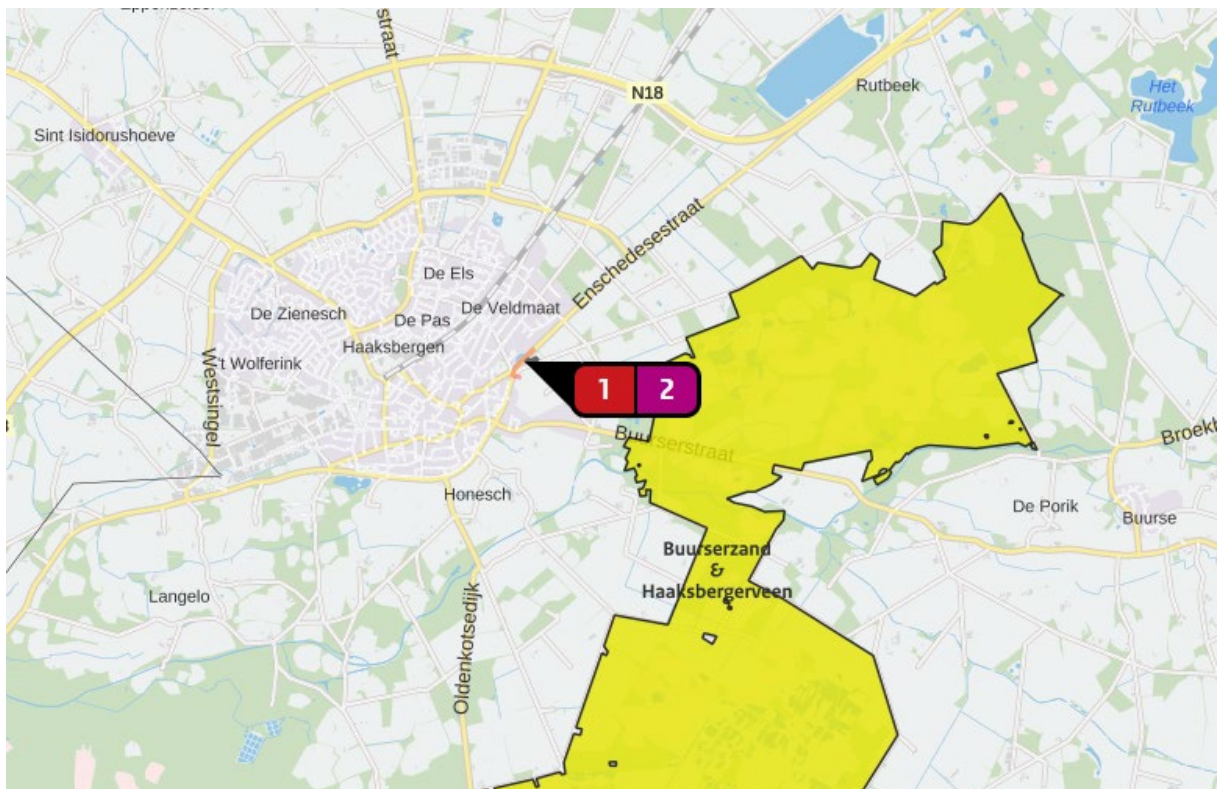 straat
N18
Rutbeek
Het
Rutbeek
Sint Isidorushoeve
Enschedesestraat
De Els
De Zienesch
De Pas
De Veldmaat
Haaksbergen
't Wolferink
Westsingel
1
2
Buurserstraat
Honesch
De Porik
Buurse
Buurserzand
&
Haaksbergerveen
Langelo
Oldenkotsedijk